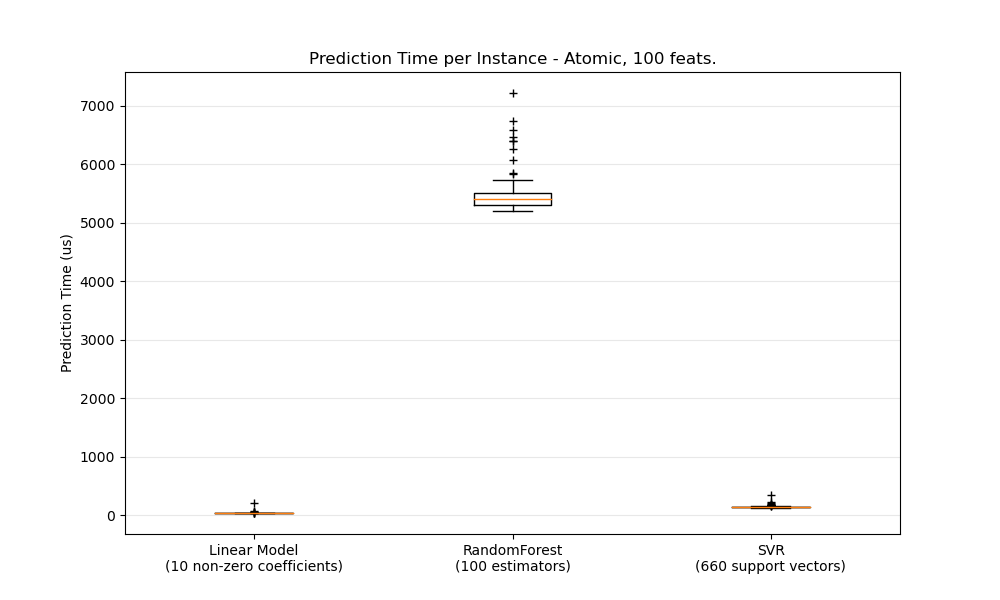 Prediction Time per Instance - Atomic, 100 feats.
7000
6000
5000
4000
3000
2000
1000
0
Prediction Time (us)
Linear Model
(10 non-zero coefficients)
RandomForest
(100 estimators)
SVR
(660 support vectors)